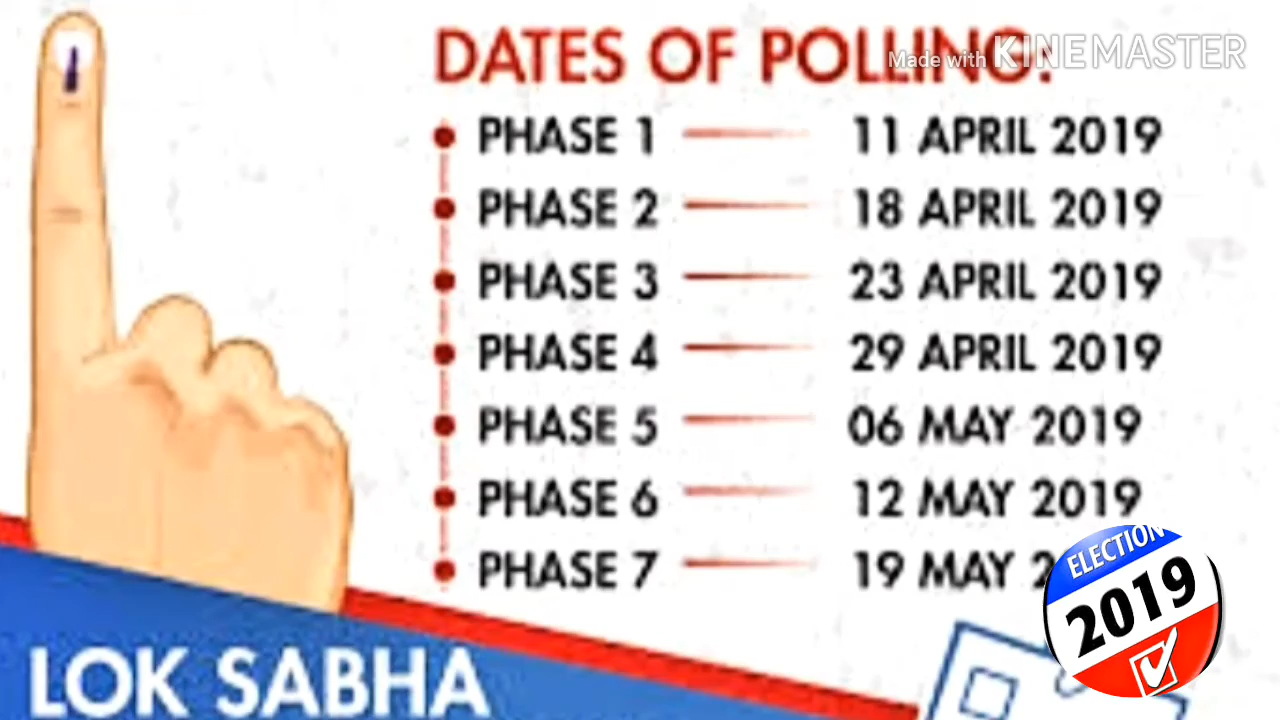 DATES OF POLLING:
Made with KINEMASTER
PHASE 1 11 APRIL 2019
PHASE 2 18 APRIL 2019
PHASE 3 23 APRIL 2019
PHASE 4 29 APRIL 2019
PHASE 5 06 MAY 2019
PHASE 6 12 MAY 2019
PHASE 7 19 MAY 2
ELECTION
2019
LOK SABHA